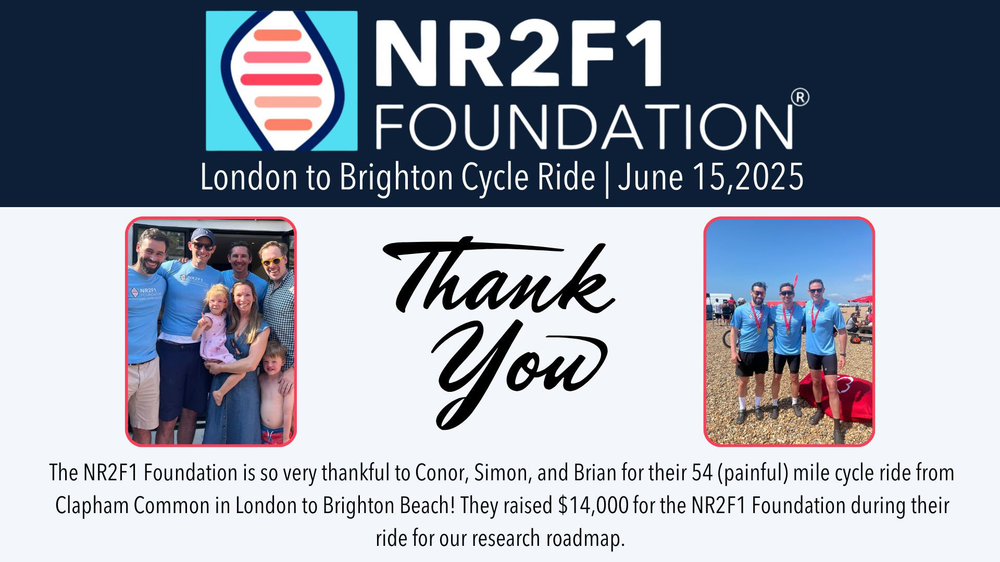 NR2F1
FOUNDATION®
London to Brighton Cycle Ride | June 15,2025
NR2F1
FOUNDATION
NR2F1
FOUNDATION
Thank
You
The NR2F1 Foundation is so very thankful to Conor, Simon, and Brian for their 54 (painful) mile cycle ride from
Clapham Common in London to Brighton Beach! They raised $14,000 for the NR2F1 Foundation during their
ride for our research roadmap.